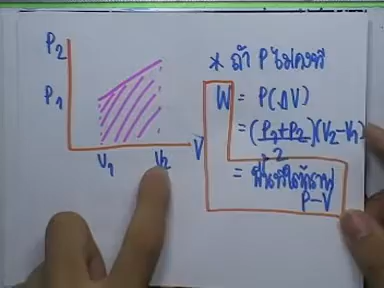 P2
P1
V1 V2 V
* ถ้า P ไม่คงที่
W = P(ΔV)
= (P1+P2/2)(V2-V1)
= พื้นที่ใต้กราฟ
P-V